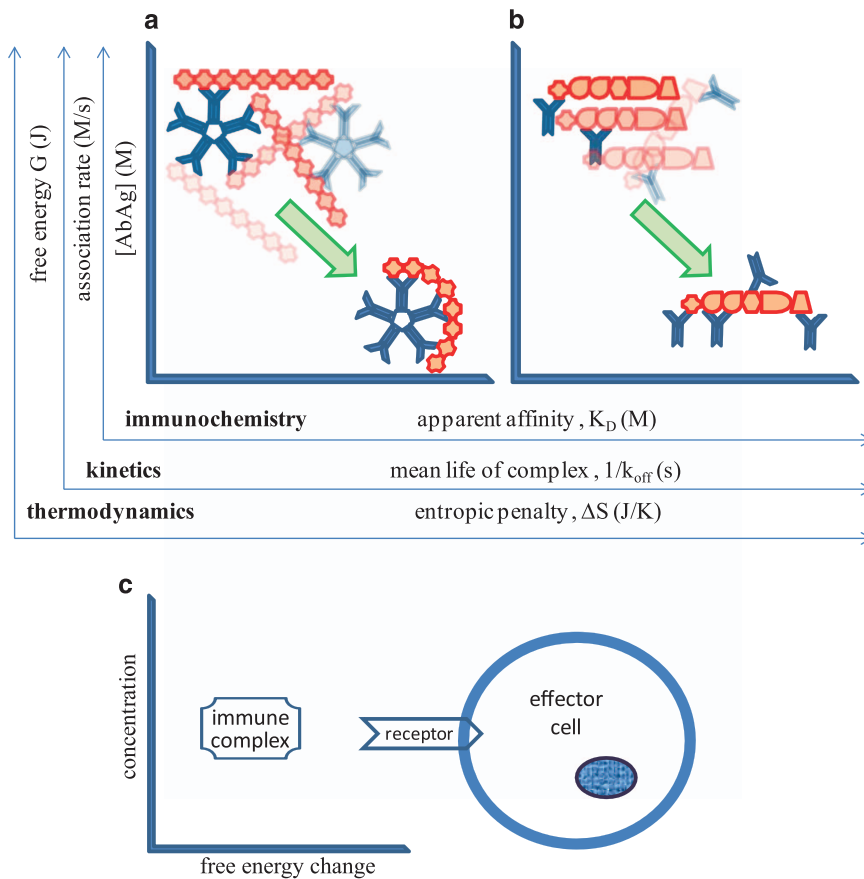 a
b
free energy G (J)
association rate (M/s)
[AbAg] (M)
immunochemistry apparent affinity , K_D (M)
kinetics mean life of complex , 1/k_off (s)
thermodynamics entropic penalty , ΔS (J/K)
c
concentration
immune
complex
receptor
effector
cell
free energy change